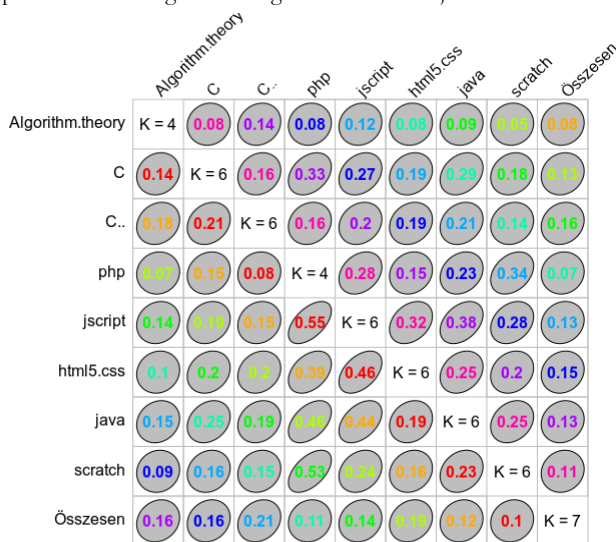 Algorithm.theory C C.. php jscript html5.css java scratch Összesen
Algorithm.theory K = 4 0.08 0.14 0.08 0.12 0.08 0.09 0.05 0.08
C 0.14 K = 6 0.16 0.33 0.27 0.19 0.29 0.18 0.13
C.. 0.18 0.21 K = 6 0.16 0.2 0.19 0.21 0.14 0.16
php 0.07 0.15 0.08 K = 4 0.28 0.15 0.23 0.34 0.07
jscript 0.14 0.19 0.15 0.55 K = 6 0.32 0.38 0.28 0.13
html5.css 0.1 0.2 0.2 0.39 0.46 K = 6 0.25 0.2 0.15
java 0.15 0.25 0.19 0.46 0.44 0.19 K = 6 0.25 0.13
scratch 0.09 0.16 0.15 0.53 0.24 0.16 0.23 K = 6 0.11
Összesen 0.16 0.16 0.21 0.11 0.14 0.19 0.12 0.1 K = 7